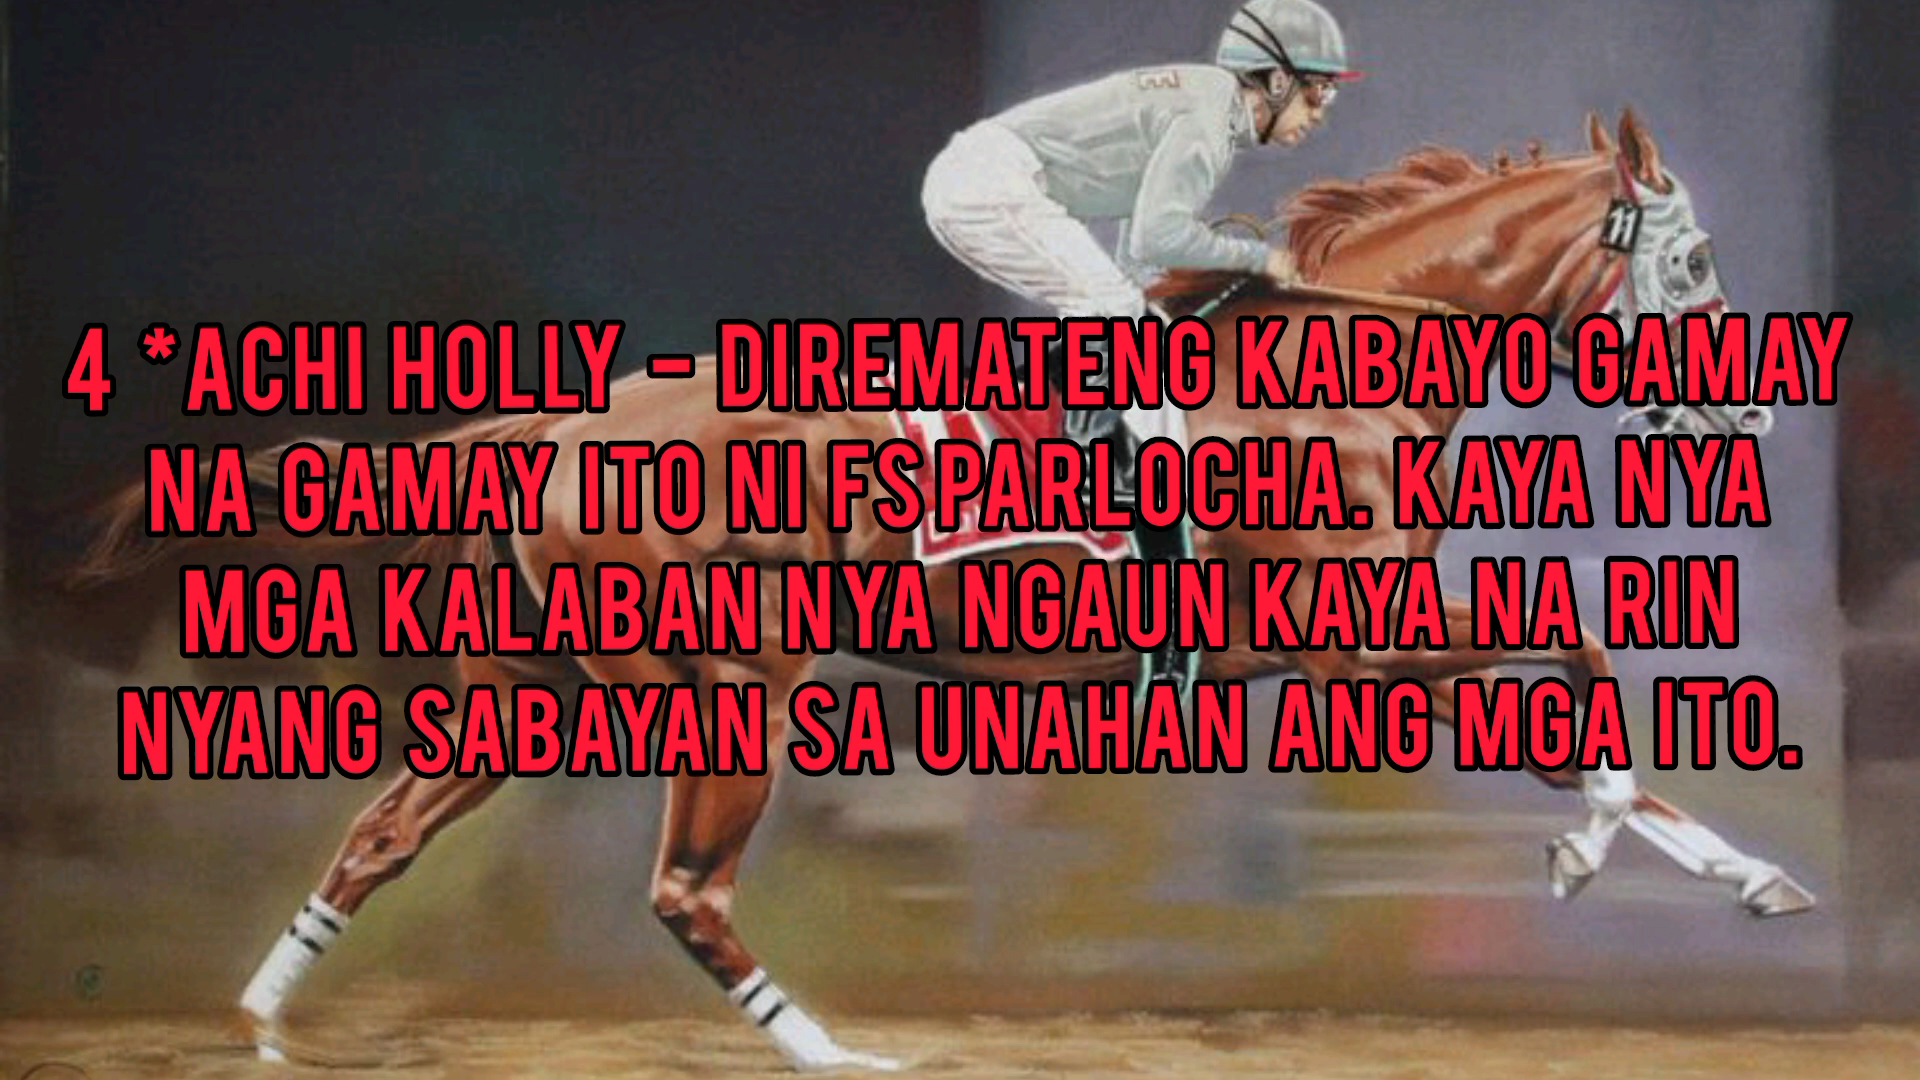 4 *ACHI HOLLY - DIREMATENG KABAYO GAMAY
NA GAMAY ITO NI FS PARLOCHA. KAYA NYA
MGA KALABAN NYA NGAUN KAYA NA RIN
NYANG SABAYAN SA UNAHAN ANG MGA ITO.
11
E